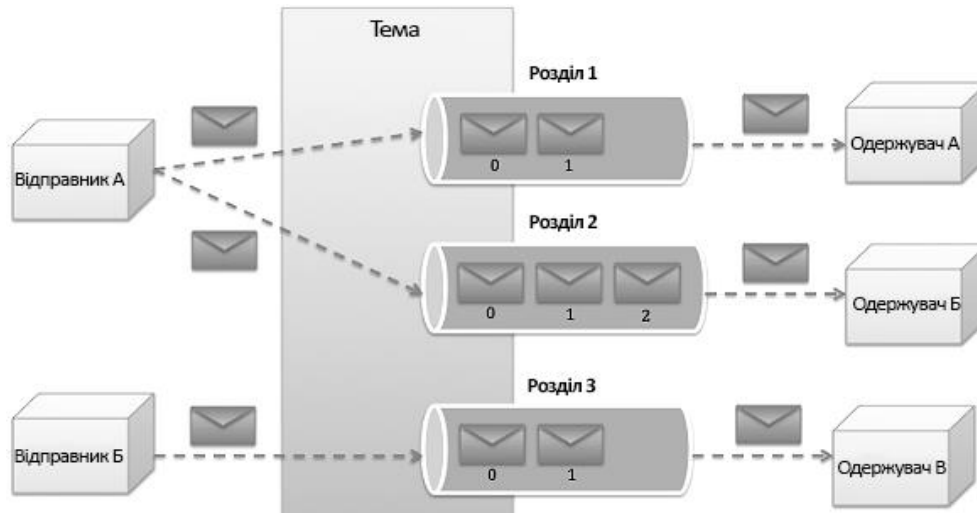 Тема
Розділ 1
0 1
Відправник А
Одержувач А
Розділ 2
0 1 2
Одержувач Б
Розділ 3
0 1
Відправник Б
Одержувач В